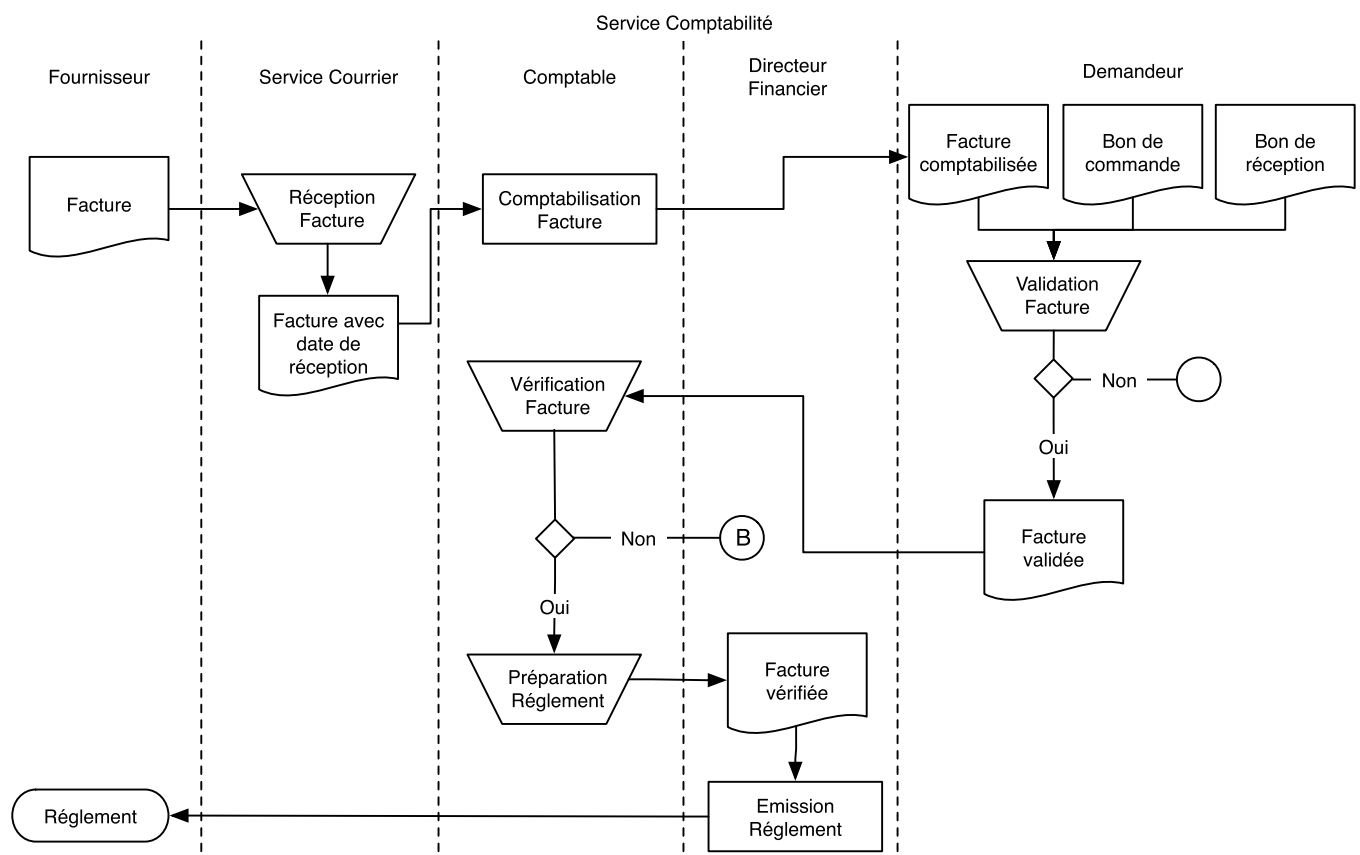 Service Comptabilité
Fournisseur
Service Courrier
Comptable
Directeur
Financier
Demandeur
Facture
Réception
Facture
Facture avec
date de
réception
Comptabilisation
Facture
Facture
comptabilisée
Bon de
commande
Bon de
réception
Validation
Facture
Non
Oui
Facture
validée
Vérification
Facture
Non
B
Oui
Préparation
Réglement
Facture
vérifiée
Emission
Réglement
Réglement